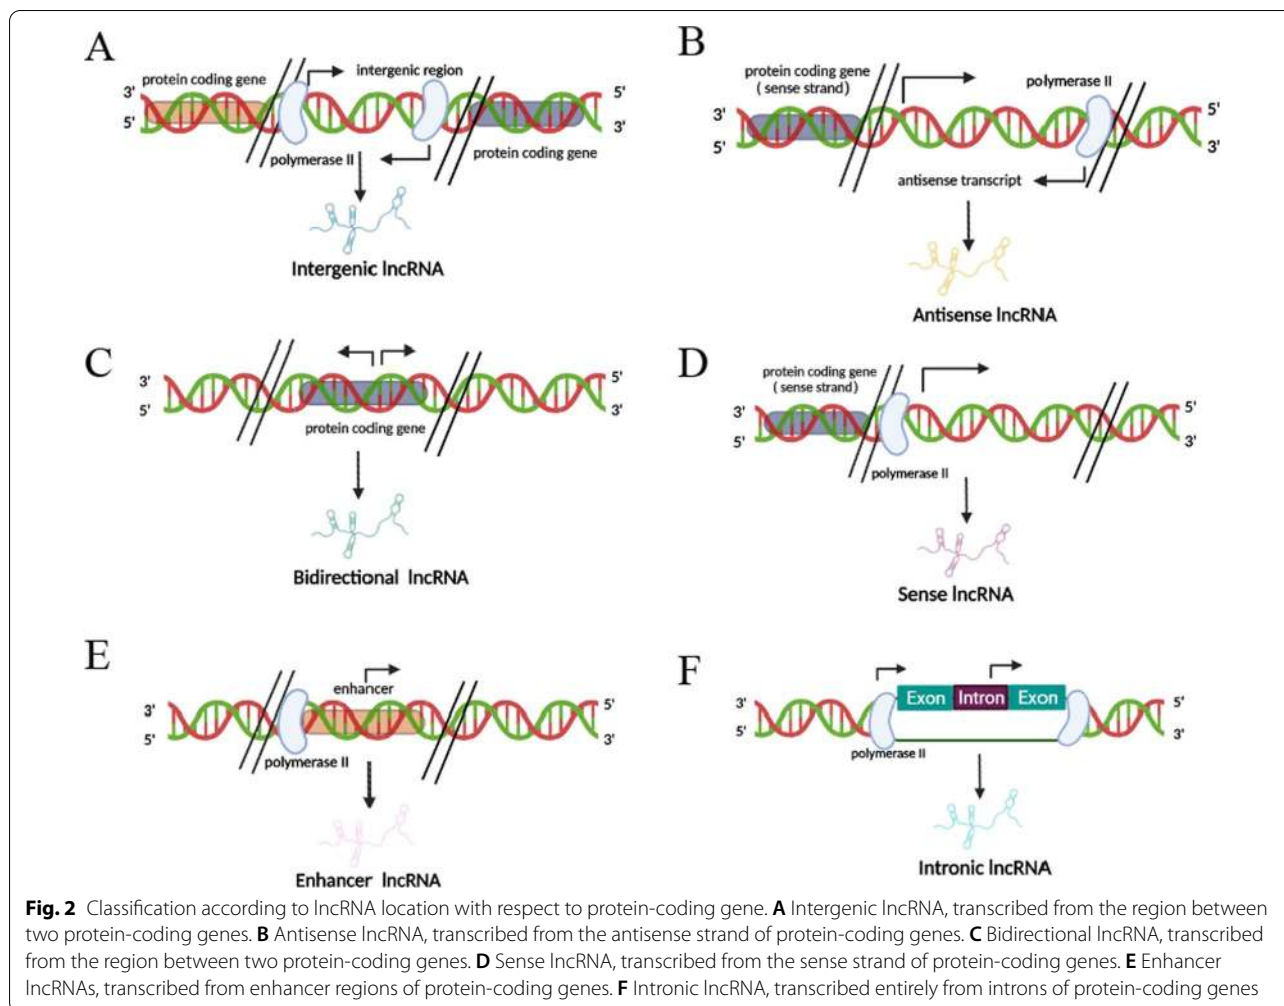 A
protein coding gene
intergenic region
3'
5'
5'
3'
polymerase II
protein coding gene
Intergenic lncRNA
B
protein coding gene
( sense strand)
polymerase II
3'
5'
5'
3'
antisense transcript
Antisense lncRNA
C
3'
5'
5'
3'
protein coding gene
Bidirectional lncRNA
D
protein coding gene
( sense strand)
3'
5'
5'
3'
polymerase II
Sense lncRNA
E
enhancer
3'
5'
5'
3'
polymerase II
Enhancer lncRNA
F
Exon Intron Exon
3'
5'
5'
3'
polymerase II
Intronic lncRNA
Fig. 2 Classification according to lncRNA location with respect to protein-coding gene. A Intergenic lncRNA, transcribed from the region between
two protein-coding genes. B Antisense lncRNA, transcribed from the antisense strand of protein-coding genes. C Bidirectional lncRNA, transcribed
from the region between two protein-coding genes. D Sense lncRNA, transcribed from the sense strand of protein-coding genes. E Enhancer
lncRNAs, transcribed from enhancer regions of protein-coding genes. F Intronic lncRNA, transcribed entirely from introns of protein-coding genes